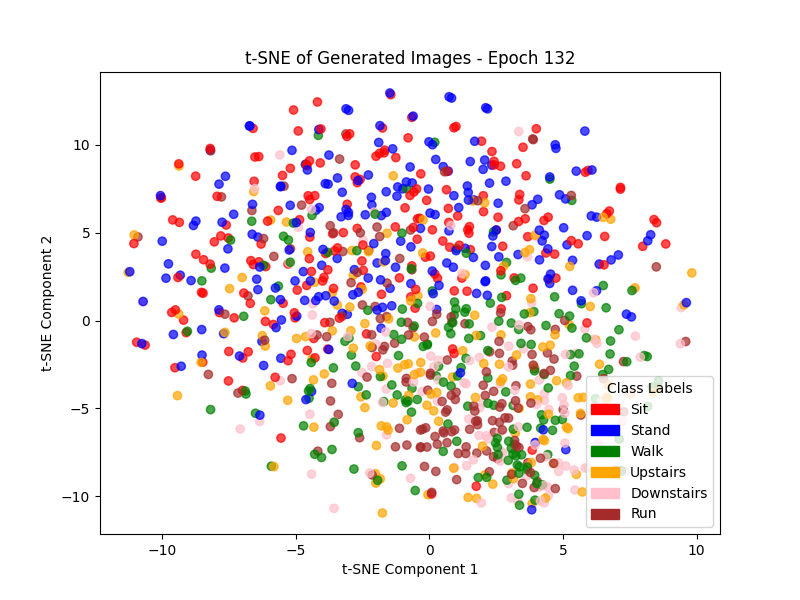 t-SNE of Generated Images - Epoch 132
t-SNE Component 2
10
5
0
−5
−10
Class Labels
Sit
Stand
Walk
Upstairs
Downstairs
Run
−10
−5
0
5
10
t-SNE Component 1